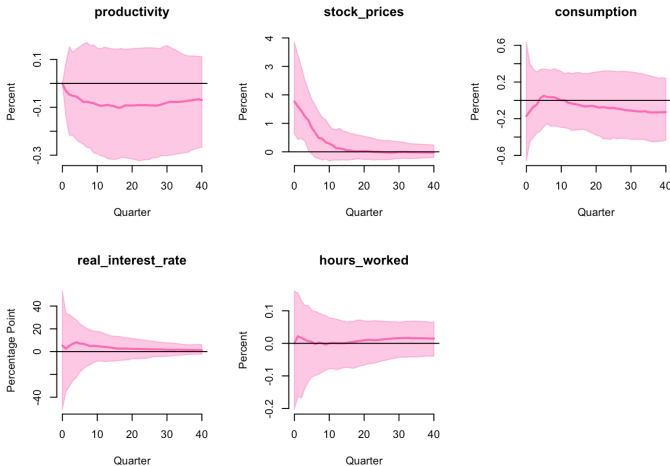 productivity
Percent
0.1
-0.1
-0.3
0 10 20 30 40
Quarter
stock_prices
Percent
4
3
2
1
0
0 10 20 30 40
Quarter
consumption
Percent
0.6
0.2
-0.2
-0.6
0 10 20 30 40
Quarter
real_interest_rate
Percentage Point
40
20
0
-40
0 10 20 30 40
Quarter
hours_worked
Percent
0.1
0.0
-0.1
-0.2
0 10 20 30 40
Quarter